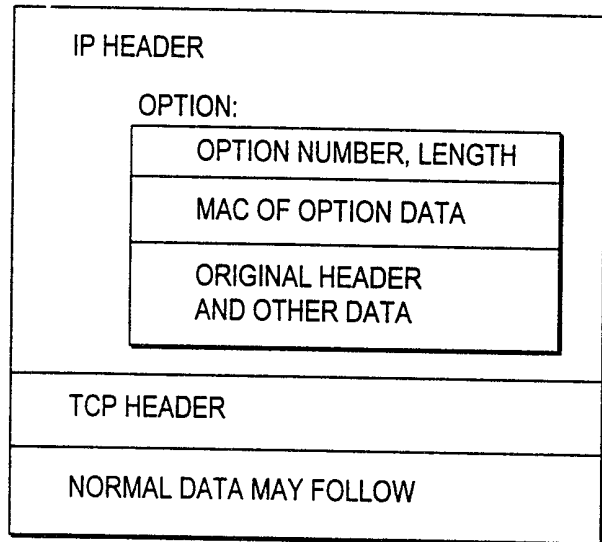 IP HEADER
OPTION:
OPTION NUMBER, LENGTH
MAC OF OPTION DATA
ORIGINAL HEADER
AND OTHER DATA
TCP HEADER
NORMAL DATA MAY FOLLOW